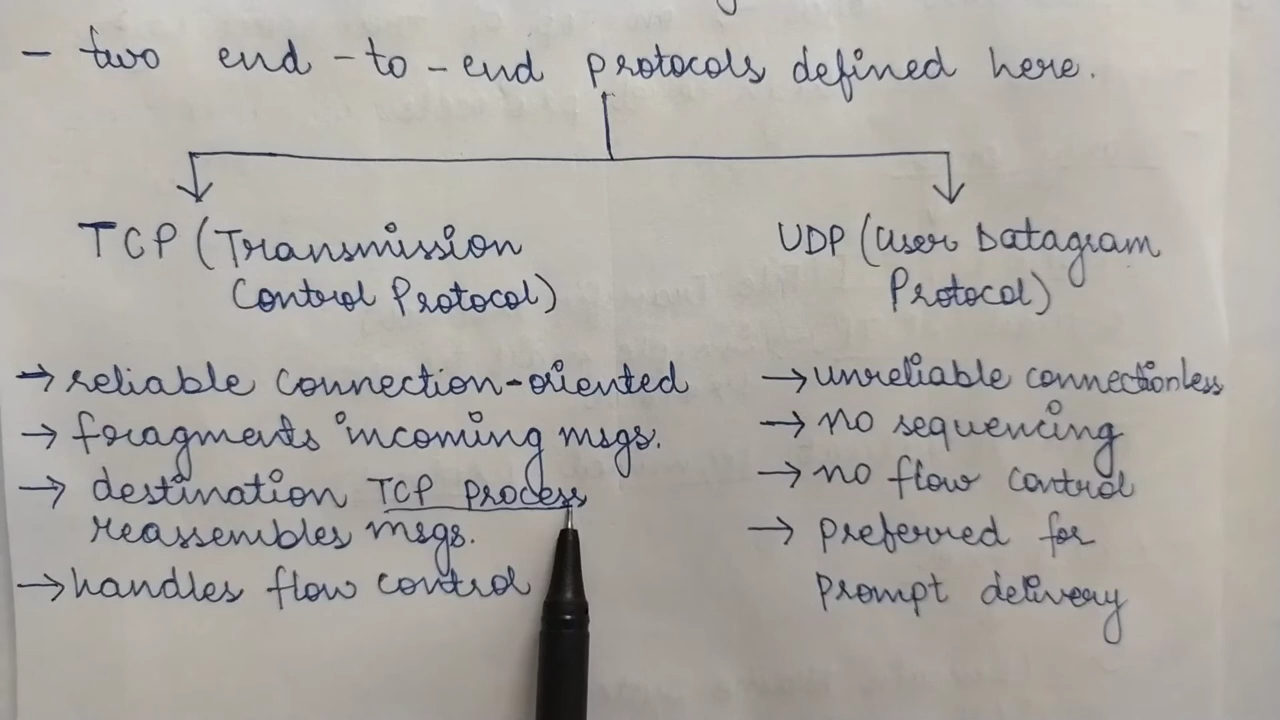 - two end-to-end protocols defined here.
TCP (Transmission
Control Protocol)
→ reliable connection-oriented
→ fragments incoming msgs.
→ destination TCP process
reassembles msgs.
→ handles flow control
UDP (User Datagram
Protocol)
→ unreliable connectionless
→ no sequencing
→ no flow control
→ preferred for
prompt delivery